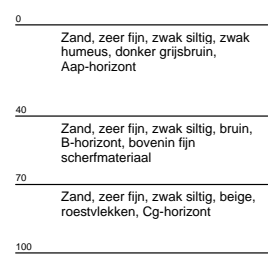 0
Zand, zeer fijn, zwak siltig, zwak
humeus, donker grijsbruin,
Aap-horizont
40
Zand, zeer fijn, zwak siltig, bruin,
B-horizont, bovenin fijn
scherfmateriaal
70
Zand, zeer fijn, zwak siltig, beige,
roestvlekken, Cg-horizont
100